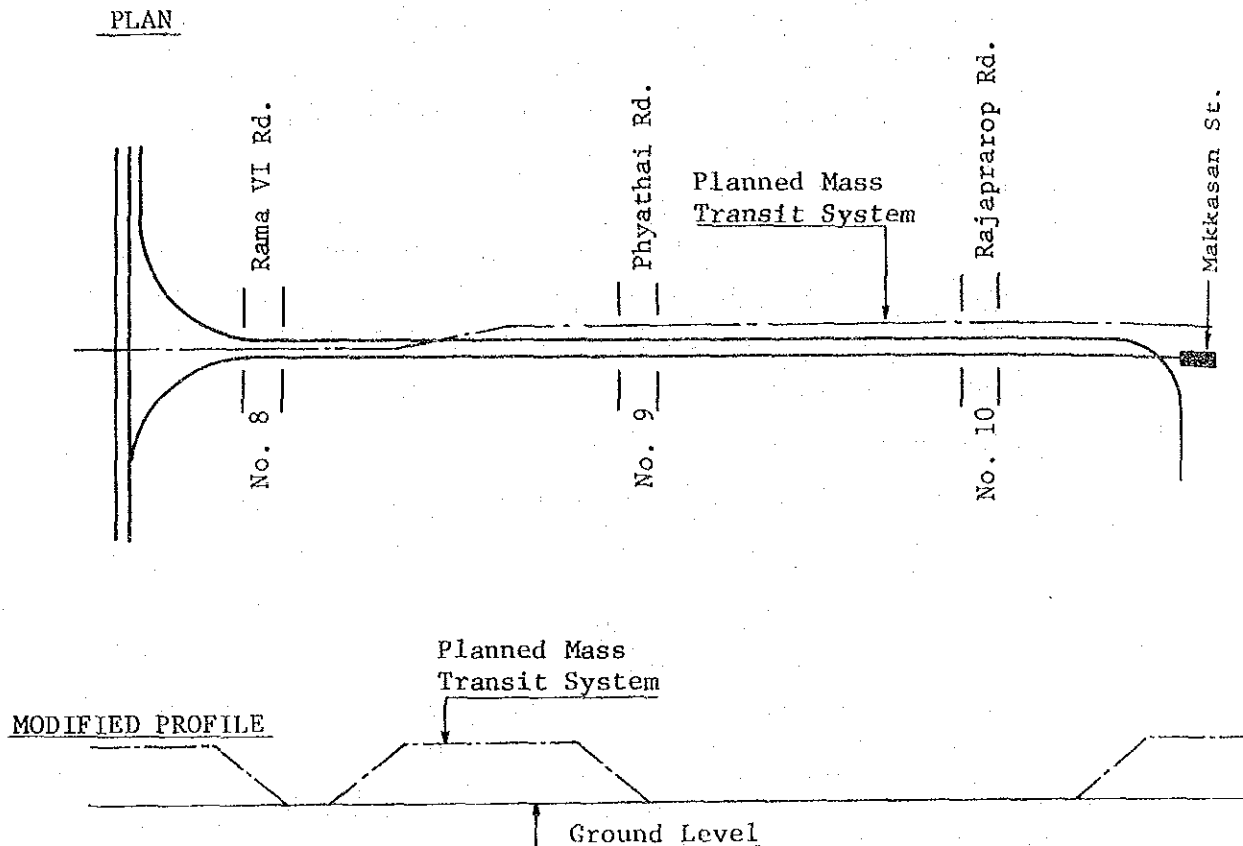 PLAN
Rama VI Rd.
Phyathai Rd.
Rajaprarop Rd.
Makkasan St.
Planned Mass
Transit System
No. 8
No. 9
No. 10
Planned Mass
Transit System
MODIFIED PROFILE
Ground Level